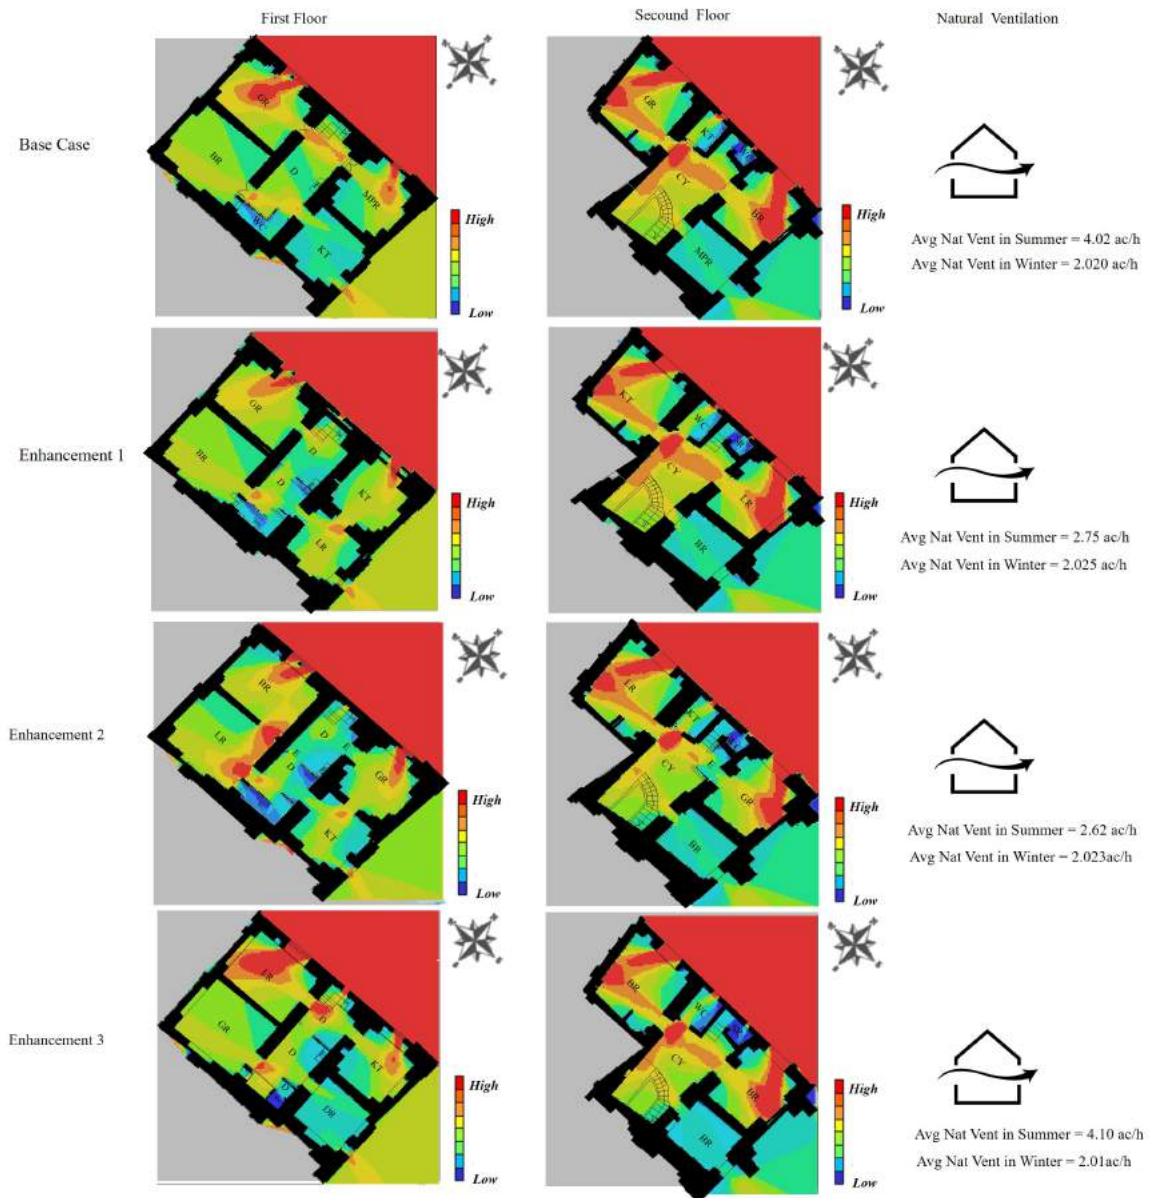 First Floor
Secound Floor
Natural Ventilation
Base Case
GR
BR
D
E
MPR
WC
KT
High
Low
GR
KT
CY
BR
MPR
High
Low
Avg Nat Vent in Summer = 4.02 ac/h
Avg Nat Vent in Winter = 2.020 ac/h
Enhancement 1
GR
D
BR
D
KT
LR
High
Low
KT
WC
SR
CY
LR
BR
High
Low
Avg Nat Vent in Summer = 2.75 ac/h
Avg Nat Vent in Winter = 2.025 ac/h
Enhancement 2
BR
LR
D
E
E
D
GR
KT
High
Low
LR
KT
CY
E
GR
BR
High
Low
Avg Nat Vent in Summer = 2.62 ac/h
Avg Nat Vent in Winter = 2.023ac/h
Enhancement 3
LR
D
GR
D
KT
D
DR
High
Low
BR
WC
SR
CY
BR
BR
High
Low
Avg Nat Vent in Summer = 4.10 ac/h
Avg Nat Vent in Winter = 2.01ac/h